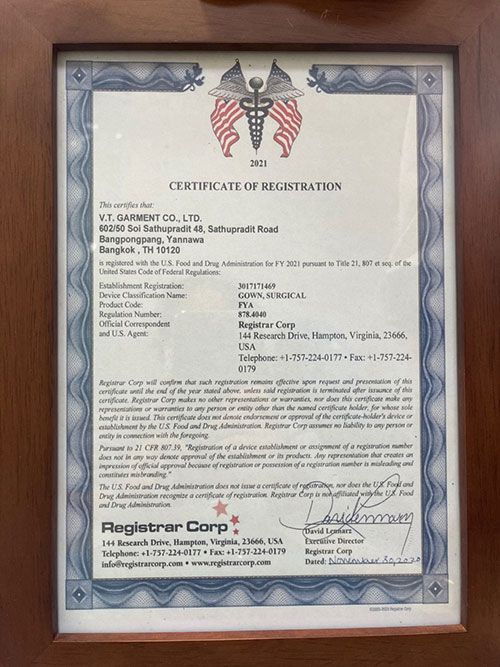 2021
CERTIFICATE OF REGISTRATION
This certifies that:
V.T. GARMENT CO., LTD.
602/50 Soi Sathupradit 48, Sathupradit Road
Bangpongpang, Yannawa
Bangkok , TH 10120
is registered with the U.S. Food and Drug Administration for FY 2021 pursuant to Title 21, 807 et seq. of the
United States Code of Federal Regulations:
Establishment Registration: 3017171469
Device Classification Name: GOWN, SURGICAL
Product Code: FYA
Regulation Number: 878.4040
Official Correspondent Registrar Corp
and U.S. Agent: 144 Research Drive, Hampton, Virginia, 23666,
USA
Telephone: +1-757-224-0177 • Fax: +1-757-224-
0179
Registrar Corp will confirm that such registration remains effective upon request and presentation of this
certificate until the end of the year stated above, unless said registration is terminated after issuance of this
certificate. Registrar Corp makes no other representations or warranties, nor does this certificate make any
representations or warranties to any person or entity other than the named certificate holder, for whose sole
benefit it is issued. This certificate does not denote endorsement or approval of the certificate-holder's device or
establishment by the U.S. Food and Drug Administration. Registrar Corp assumes no liability to any person or
entity in connection with the foregoing.
Pursuant to 21 CFR 807.39, "Registration of a device establishment or assignment of a registration number
does not in any way denote approval of the establishment or its products. Any representation that creates an
impression of official approval because of registration or possession of a registration number is misleading and
constitutes misbranding."
The U.S. Food and Drug Administration does not issue a certificate of registration, nor does the U.S. Food and
Drug Administration recognize a certificate of registration. Registrar Corp is not affiliated with the U.S. Food
and Drug Administration.
Registrar Corp
144 Research Drive, Hampton, Virginia, 23666, USA
Telephone: +1-757-224-0177 • Fax: +1-757-224-0179
info@registrarcorp.com • www.registrarcorp.com
David Lennarz
David Lennarz
Executive Director
Registrar Corp
Dated: November 30, 2020